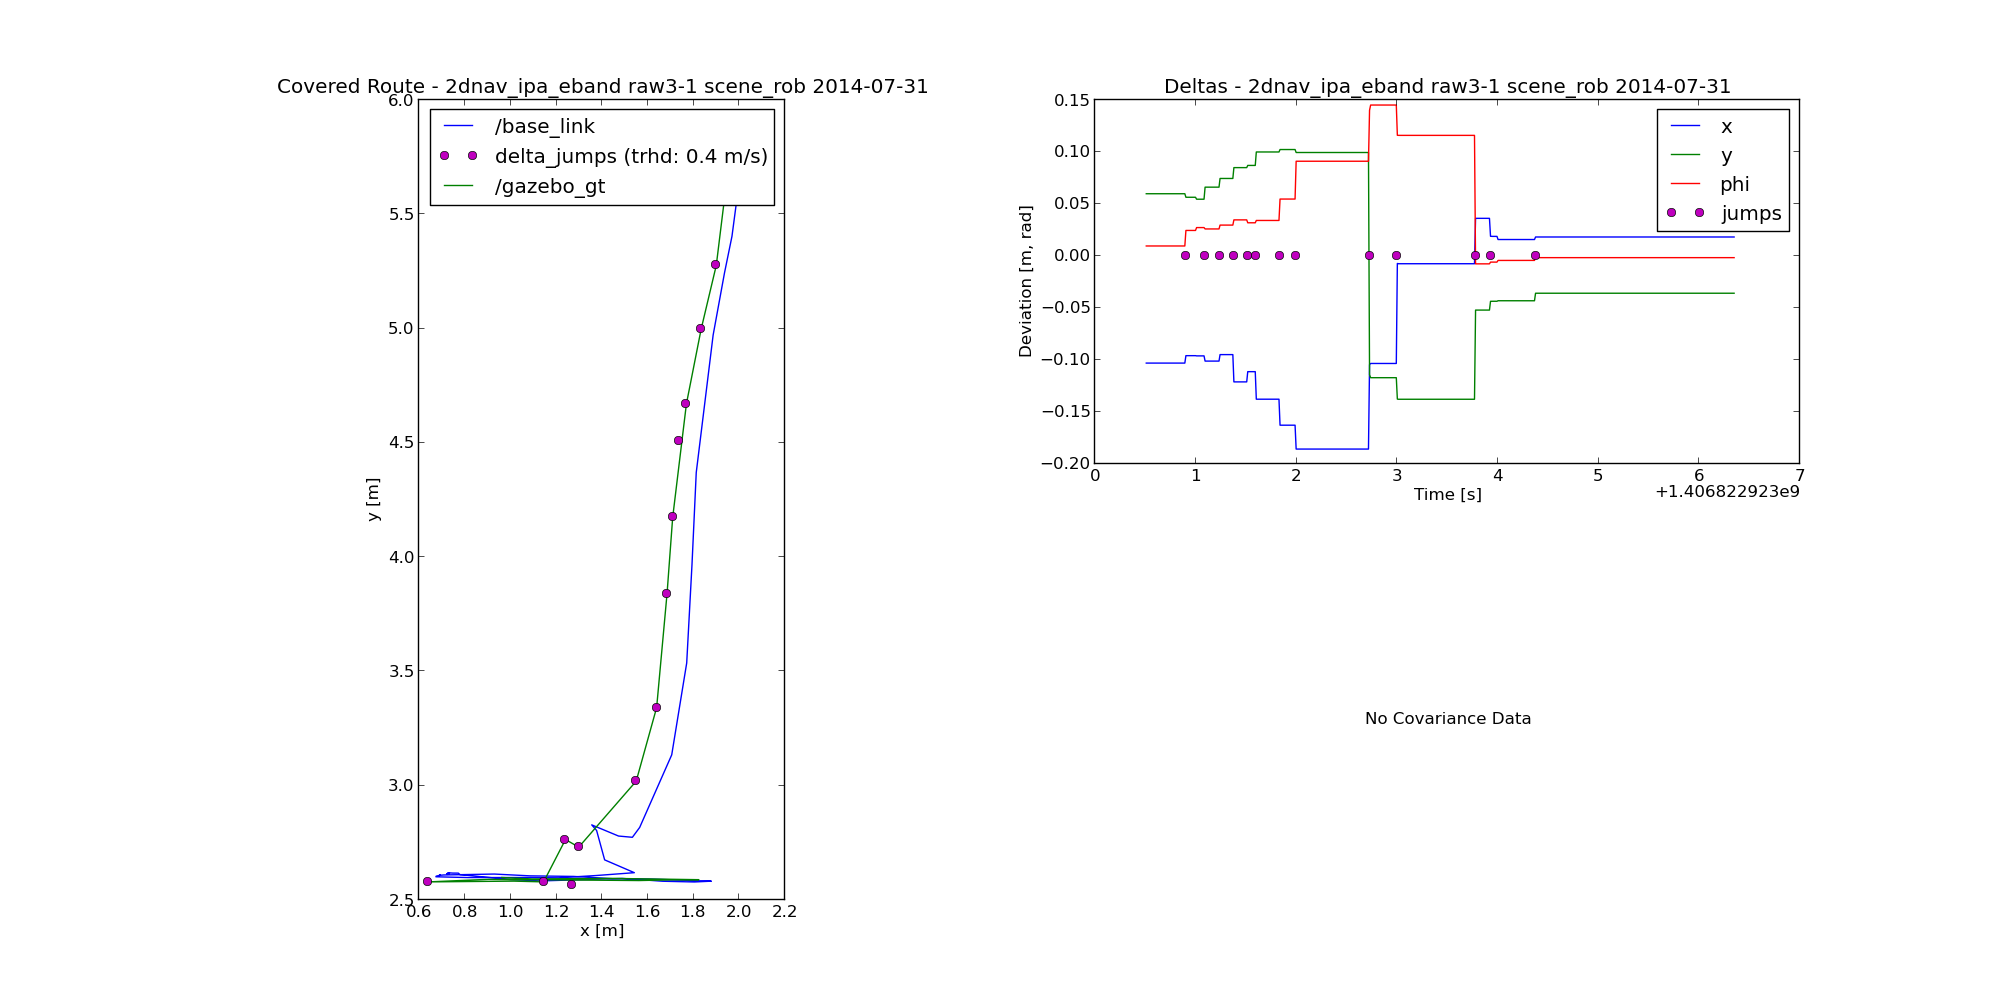 Covered Route - 2dnav_ipa_eband raw3-1 scene_rob 2014-07-31
/base_link
delta_jumps (trhd: 0.4 m/s)
/gazebo_gt
6.0
5.5
5.0
4.5
4.0
3.5
3.0
2.5
y [m]
0.6 0.8 1.0 1.2 1.4 1.6 1.8 2.0 2.2
x [m]
Deltas - 2dnav_ipa_eband raw3-1 scene_rob 2014-07-31
x
y
phi
jumps
0.15
0.10
0.05
0.00
−0.05
−0.10
−0.15
−0.20
Deviation [m, rad]
0 1 2 3 4 5 6 7
Time [s]
+1.406822923e9
No Covariance Data